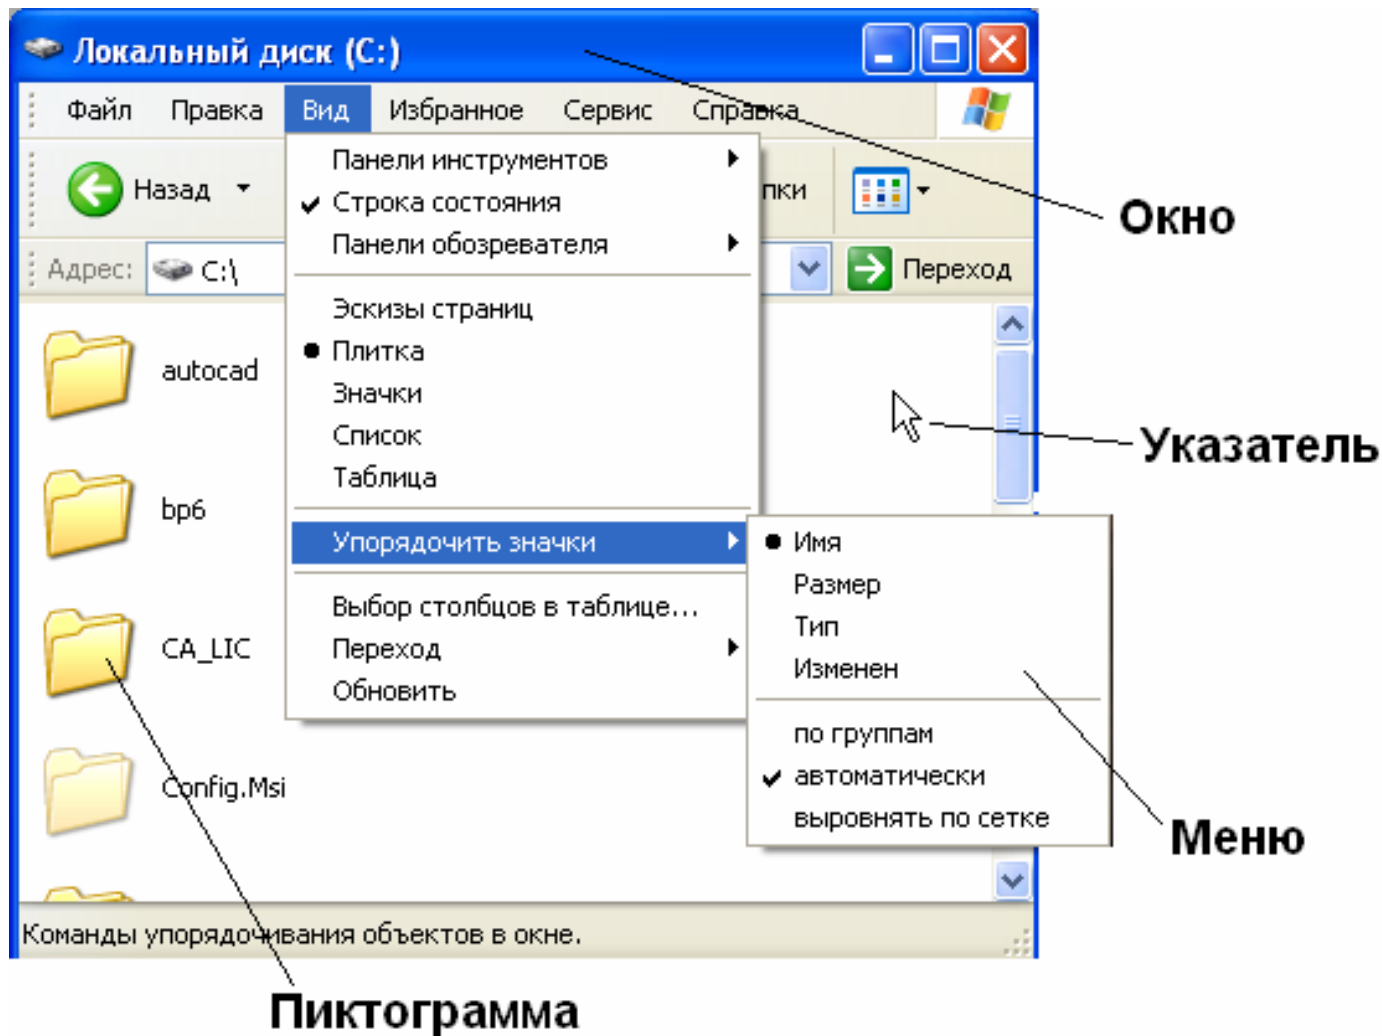 Локальный диск (C:)
Файл Правка Вид Избранное Сервис Справка
Назад пки
Адрес: C:\ Переход
Панели инструментов
Строка состояния
Панели обозревателя
Эскизы страниц
Плитка
Значки
Список
Таблица
Упорядочить значки
Выбор столбцов в таблице...
Переход
Обновить
Имя
Размер
Тип
Изменен
по группам
автоматически
выровнять по сетке
autocad
bp6
CA_LIC
Config.Msi
Команды упорядочивания объектов в окне.
Окно
Указатель
Меню
Пиктограмма